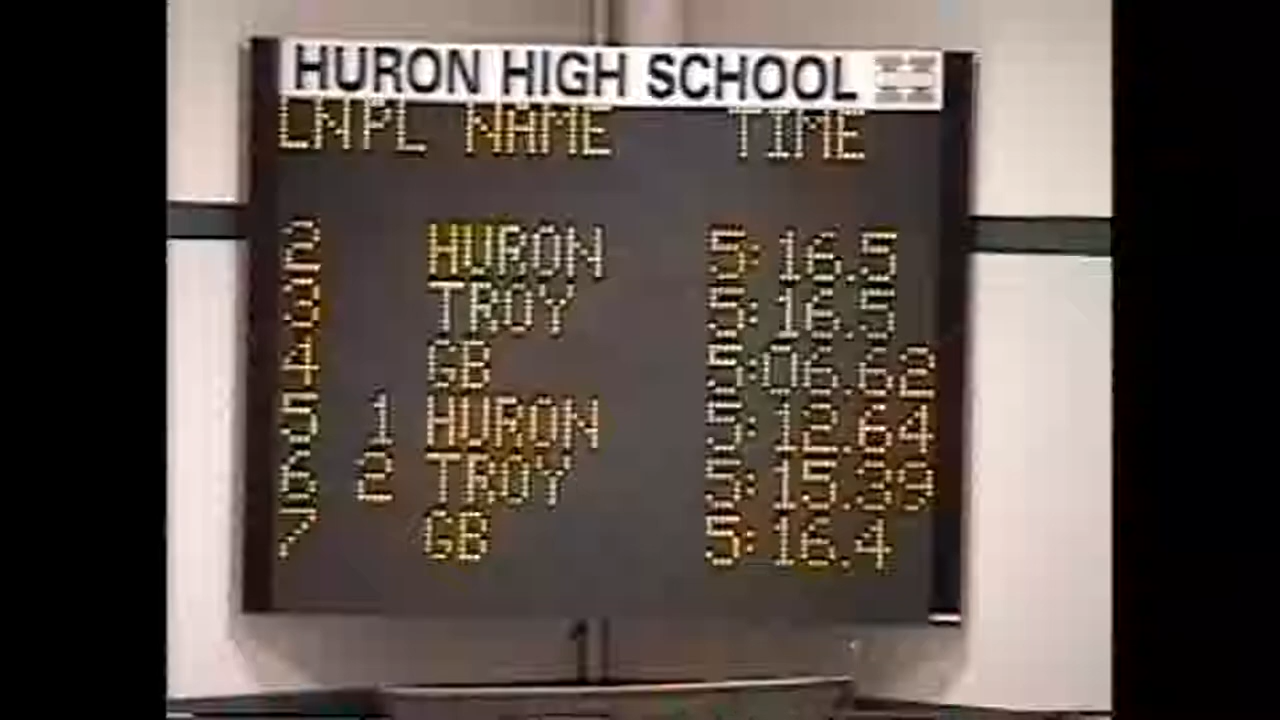 HURON HIGH SCHOOL
LNPL NAME TIME
2 HURON 5:16.5
3 TROY 5:16.5
4 GB 5:06.62
5 1 HURON 5:12.64
6 2 TROY 5:15.39
7 GB 5:16.4